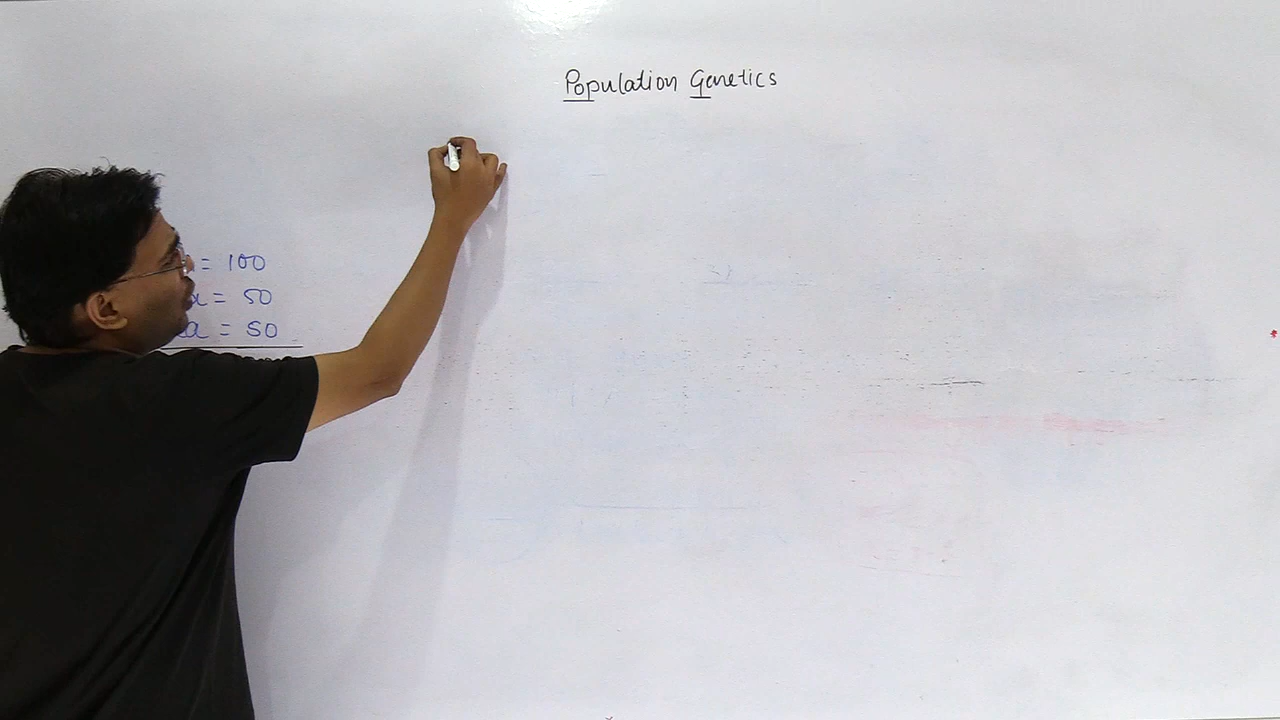 Population Genetics
= 100
= 50
a = 50